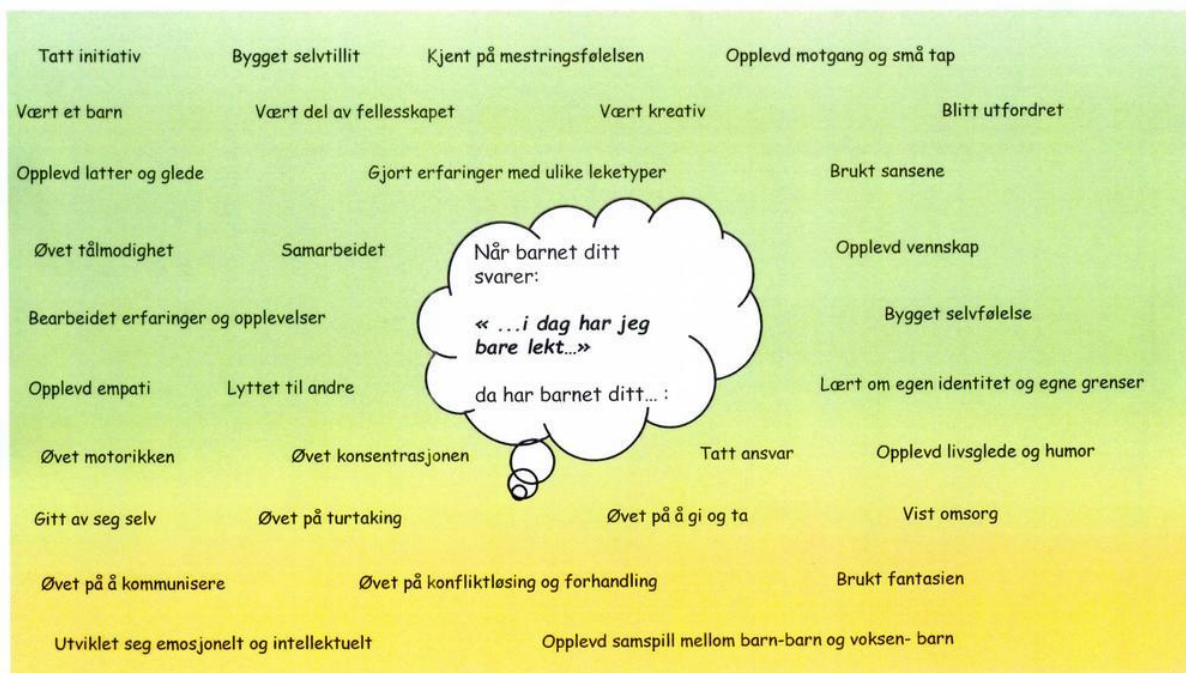 Tatt initiativ Bygget selvtillit Kjent på mestringsfølelsen Opplevd motgang og små tap
Vært et barn Vært del av fellesskapet Vært kreativ Blitt utfordret
Opplevd latter og glede Gjort erfaringer med ulike leketyper Brukt sansene
Øvet tålmodighet Samarbeidet Opplevd vennskap
Når barnet ditt
svarer:
« ...i dag har jeg
bare lekt...»
da har barnet ditt... :
Bearbeidet erfaringer og opplevelser Bygget selvfølelse
Opplevd empati Lyttet til andre Lært om egen identitet og egne grenser
Øvet motorikken Øvet konsentrasjonen Tatt ansvar Opplevd livsglede og humor
Gitt av seg selv Øvet på turtaking Øvet på å gi og ta Vist omsorg
Øvet på å kommunisere Øvet på konfliktløsing og forhandling Brukt fantasien
Utviklet seg emosjonelt og intellektuelt Opplevd samspill mellom barn-barn og voksen- barn